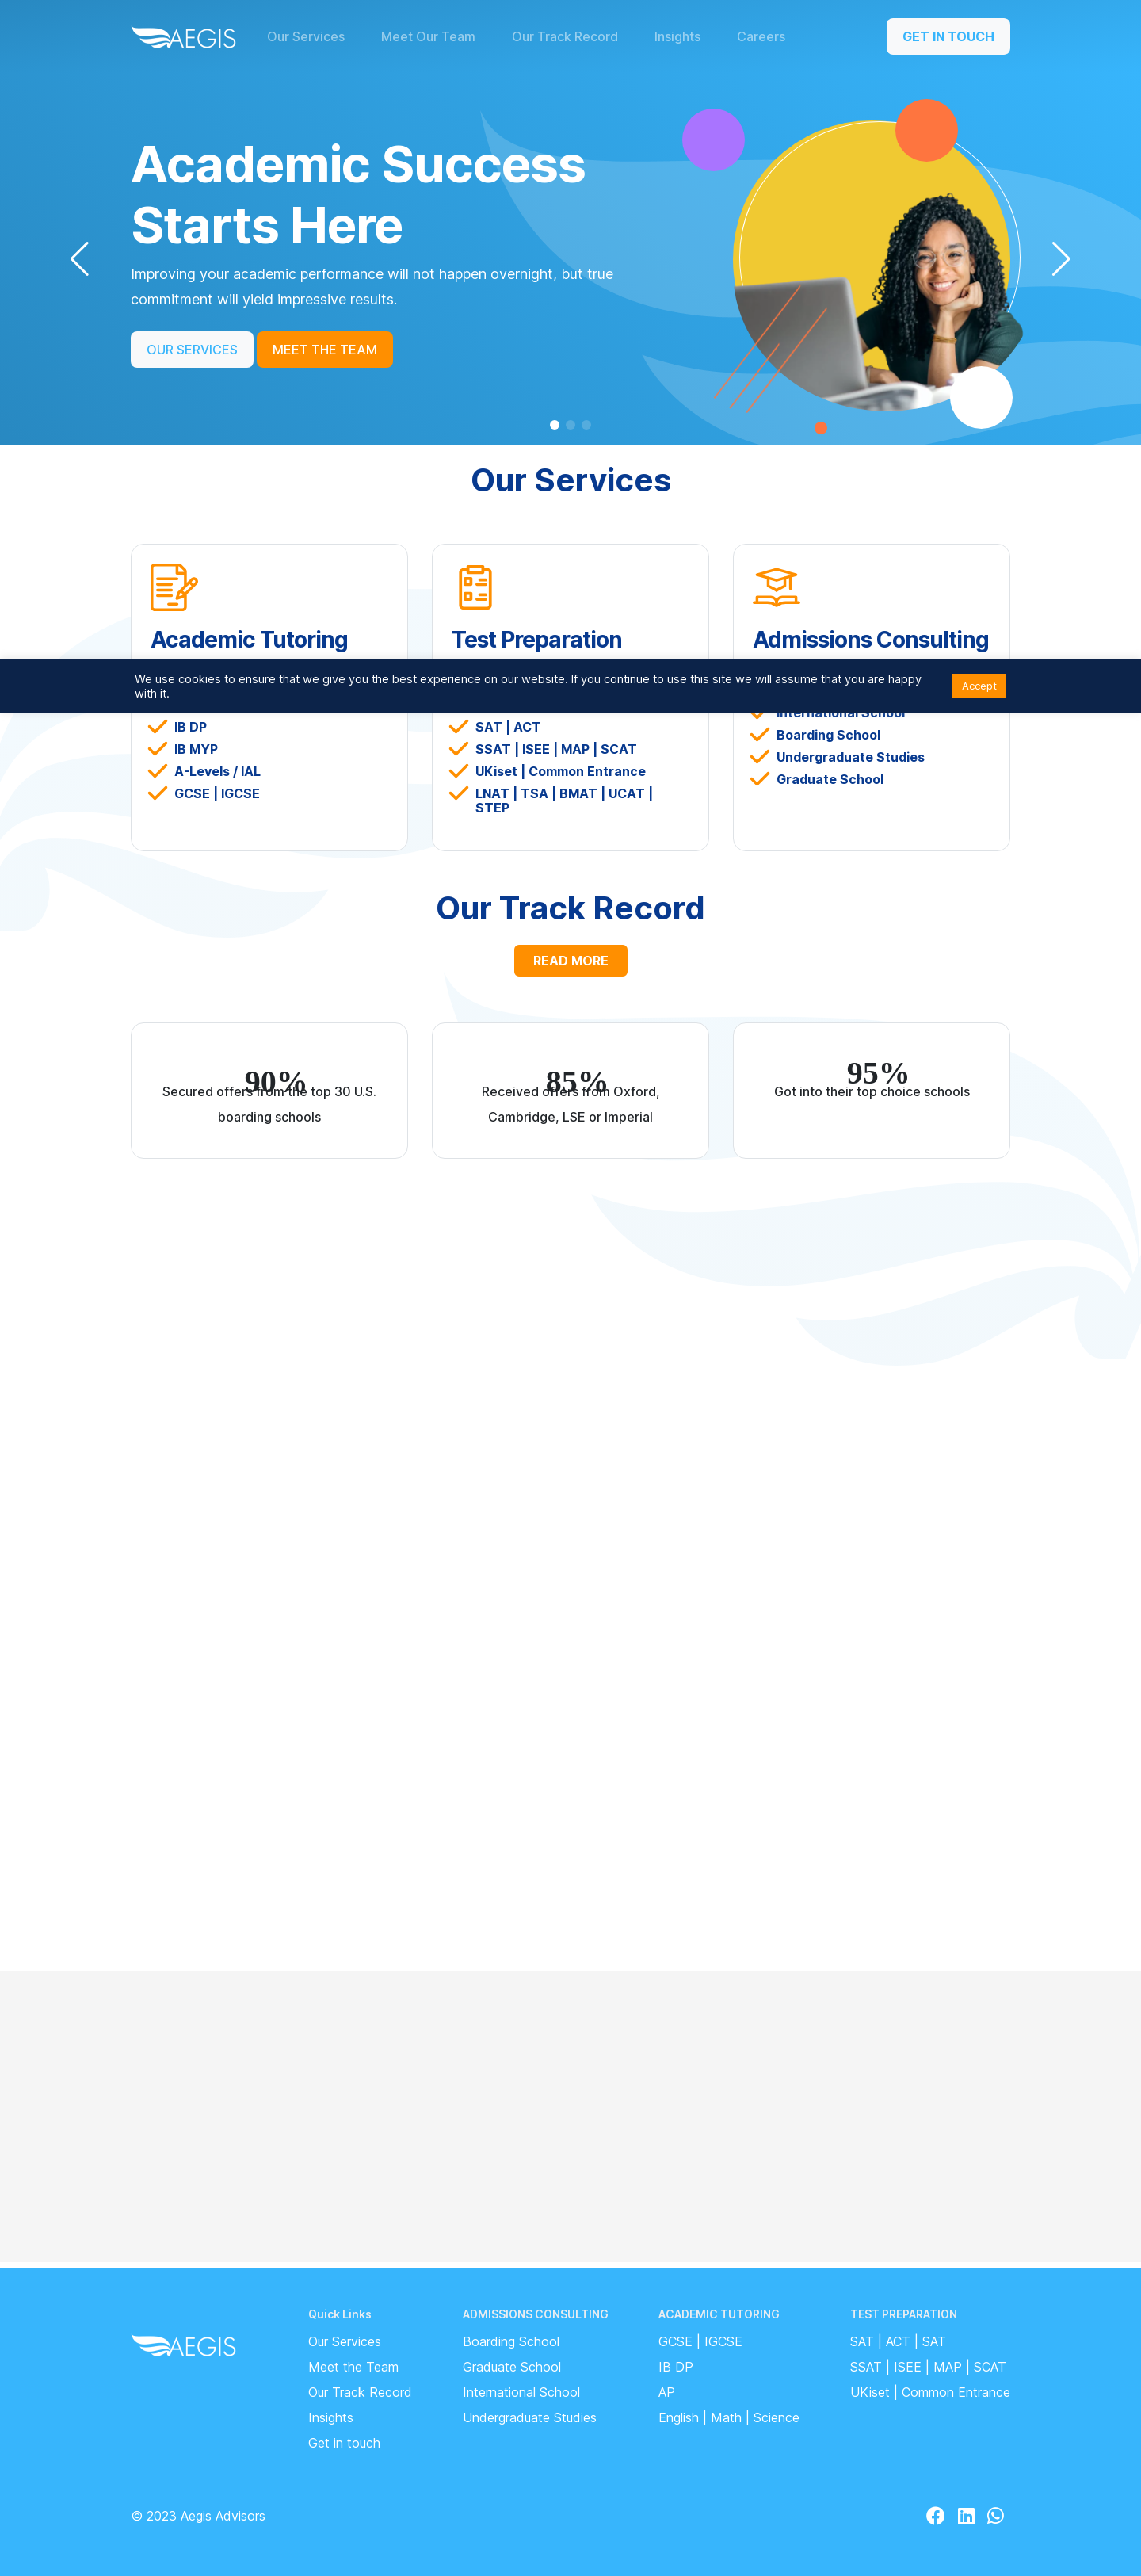 AEGIS
Our Services
Meet Our Team
Our Track Record
Insights
Careers
GET IN TOUCH
Academic Success
Starts Here
Improving your academic performance will not happen overnight, but true
commitment will yield impressive results.
OUR SERVICES
MEET THE TEAM
Our Services
Academic Tutoring
Test Preparation
Admissions Consulting
We use cookies to ensure that we give you the best experience on our website. If you continue to use this site we will assume that you are happy
with it.
Accept
IB DP
IB MYP
A-Levels / IAL
GCSE | IGCSE
SAT | ACT
SSAT | ISEE | MAP | SCAT
UKiset | Common Entrance
LNAT | TSA | BMAT | UCAT |
STEP
International School
Boarding School
Undergraduate Studies
Graduate School
Our Track Record
READ MORE
90%
Secured offers from the top 30 U.S.
boarding schools
85%
Received offers from Oxford,
Cambridge, LSE or Imperial
95%
Got into their top choice schools
AEGIS
Quick Links
Our Services
Meet the Team
Our Track Record
Insights
Get in touch
ADMISSIONS CONSULTING
Boarding School
Graduate School
International School
Undergraduate Studies
ACADEMIC TUTORING
GCSE | IGCSE
IB DP
AP
English | Math | Science
TEST PREPARATION
SAT | ACT | SAT
SSAT | ISEE | MAP | SCAT
UKiset | Common Entrance
© 2023 Aegis Advisors